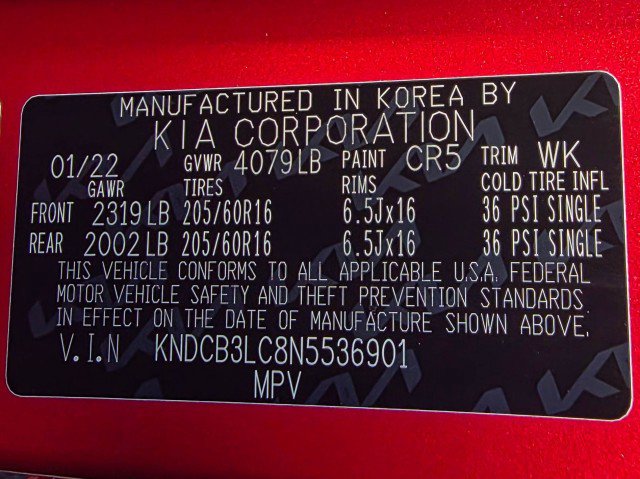 MANUFACTURED IN KOREA BY
KIA CORPORATION
01/22 GVWR 4079LB PAINT CR5 TRIM WK
GAWR TIRES RIMS COLD TIRE INFL
FRONT 2319LB 205/60R16 6.5Jx16 36 PSI SINGLE
REAR 2002LB 205/60R16 6.5Jx16 36 PSI SINGLE
THIS VEHICLE CONFORMS TO ALL APPLICABLE U.S.A. FEDERAL
MOTOR VEHICLE SAFETY AND THEFT PREVENTION STANDARDS
IN EFFECT ON THE DATE OF MANUFACTURE SHOWN ABOVE.
V.I.N KNDCB3LC8N5536901
MPV